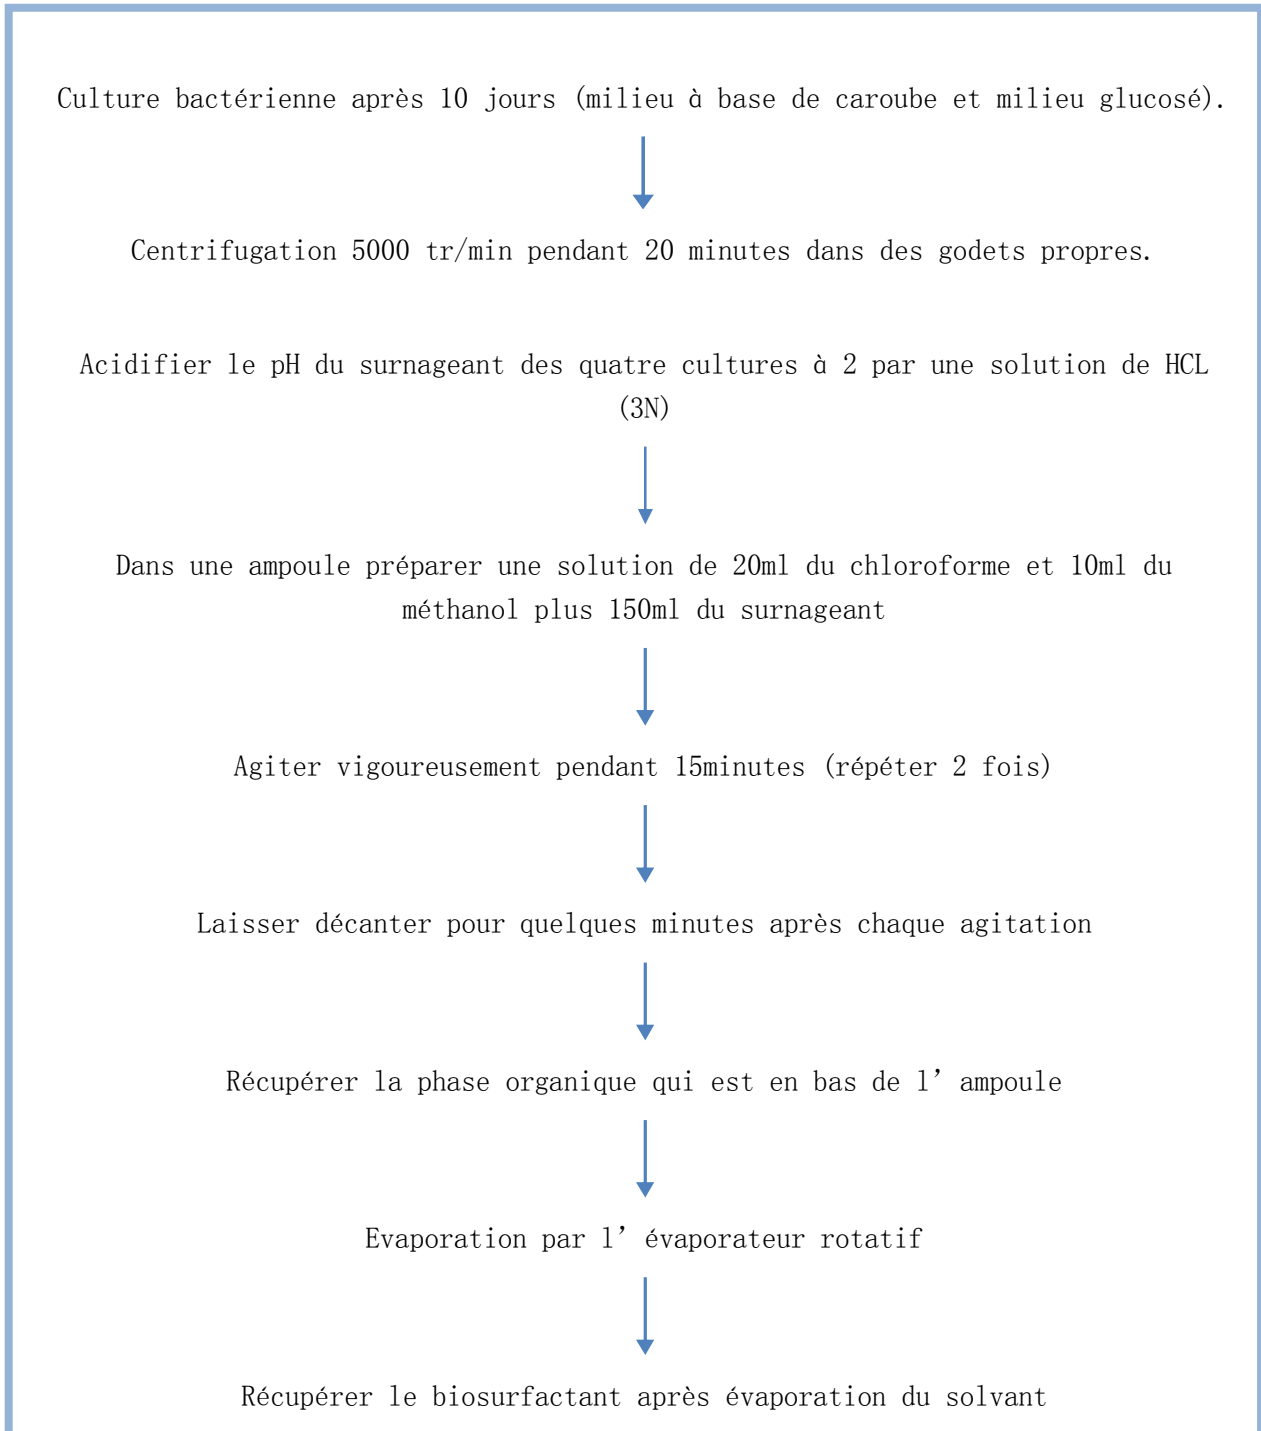 Culture bactérienne après 10 jours (milieu à base de caroube et milieu glucosé).
Centrifugation 5000 tr/min pendant 20 minutes dans des godets propres.
Acidifier le pH du surnageant des quatre cultures à 2 par une solution de HCL
(3N)
Dans une ampoule préparer une solution de 20ml du chloroforme et 10ml du
méthanol plus 150ml du surnageant
Agiter vigoureusement pendant 15minutes (répéter 2 fois)
Laisser décanter pour quelques minutes après chaque agitation
Récupérer la phase organique qui est en bas de l’ampoule
Evaporation par l’évaporateur rotatif
Récupérer le biosurfactant après évaporation du solvant